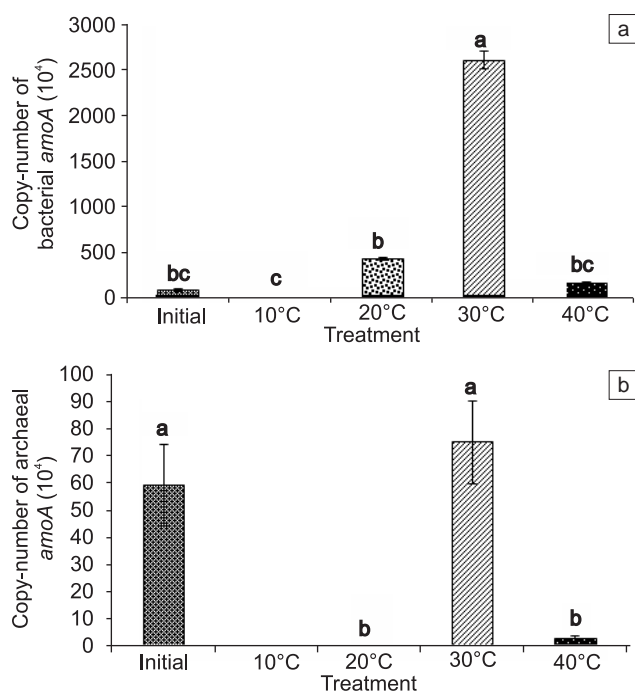 a
Copy-number of
bacterial amoA (10⁴)
3000
2500
2000
1500
1000
500
0
bc
c
b
a
bc
Initial
10°C
20°C
30°C
40°C
Treatment
b
Copy-number of archaeal
amoA (10⁴)
100
90
80
70
60
50
40
30
20
10
0
a
b
a
b
Initial
10°C
20°C
30°C
40°C
Treatment